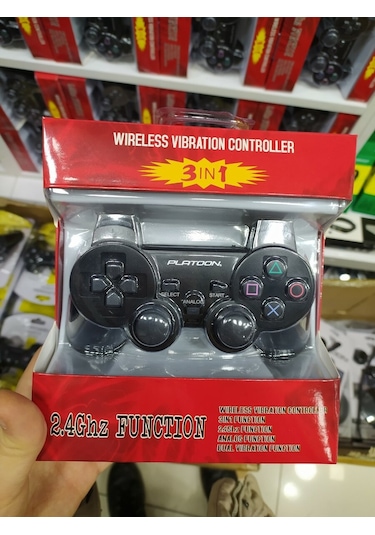 WIRELESS VIBRATION CONTROLLER
3 IN 1
PLATOON.
SELECT
START
ANALOG
2.4Ghz FUNCTION
WIRELESS VIBRATION CONTROLLER
3IN1 FUNCTION
2.4Ghz FUNCTION
ANALOG FUNCTION
DUAL VIBRATION FUNCTION